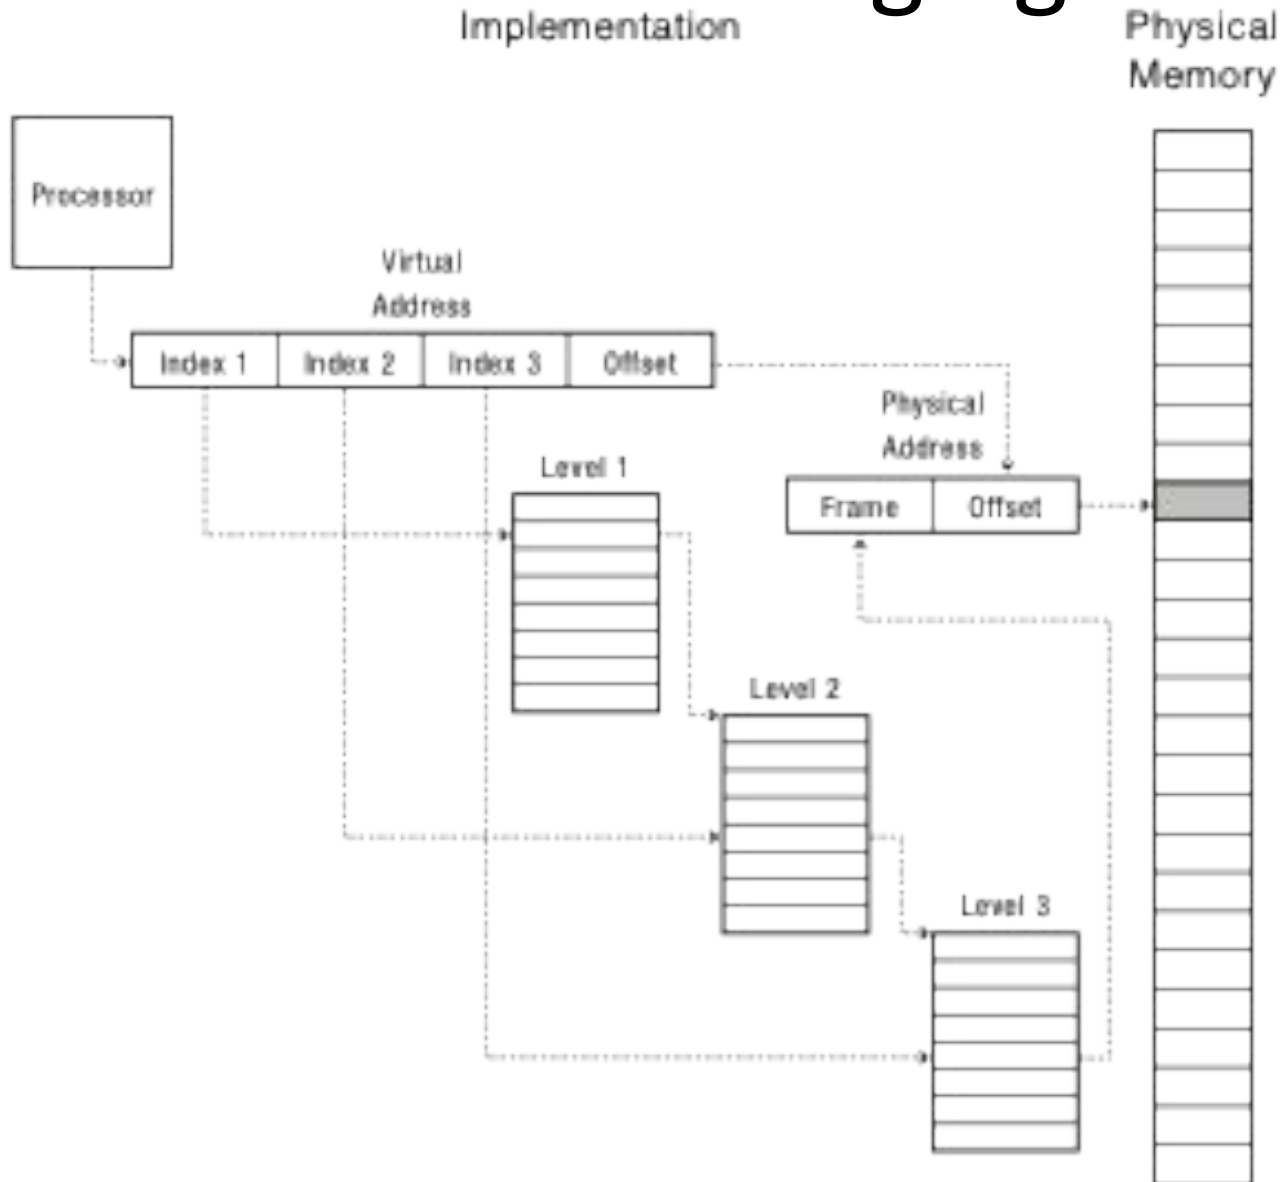 Implementation
Physical
Memory
Processor
Virtual
Address
Index 1
Index 2
Index 3
Offset
Physical
Address
Level 1
Frame
Offset
Level 2
Level 3